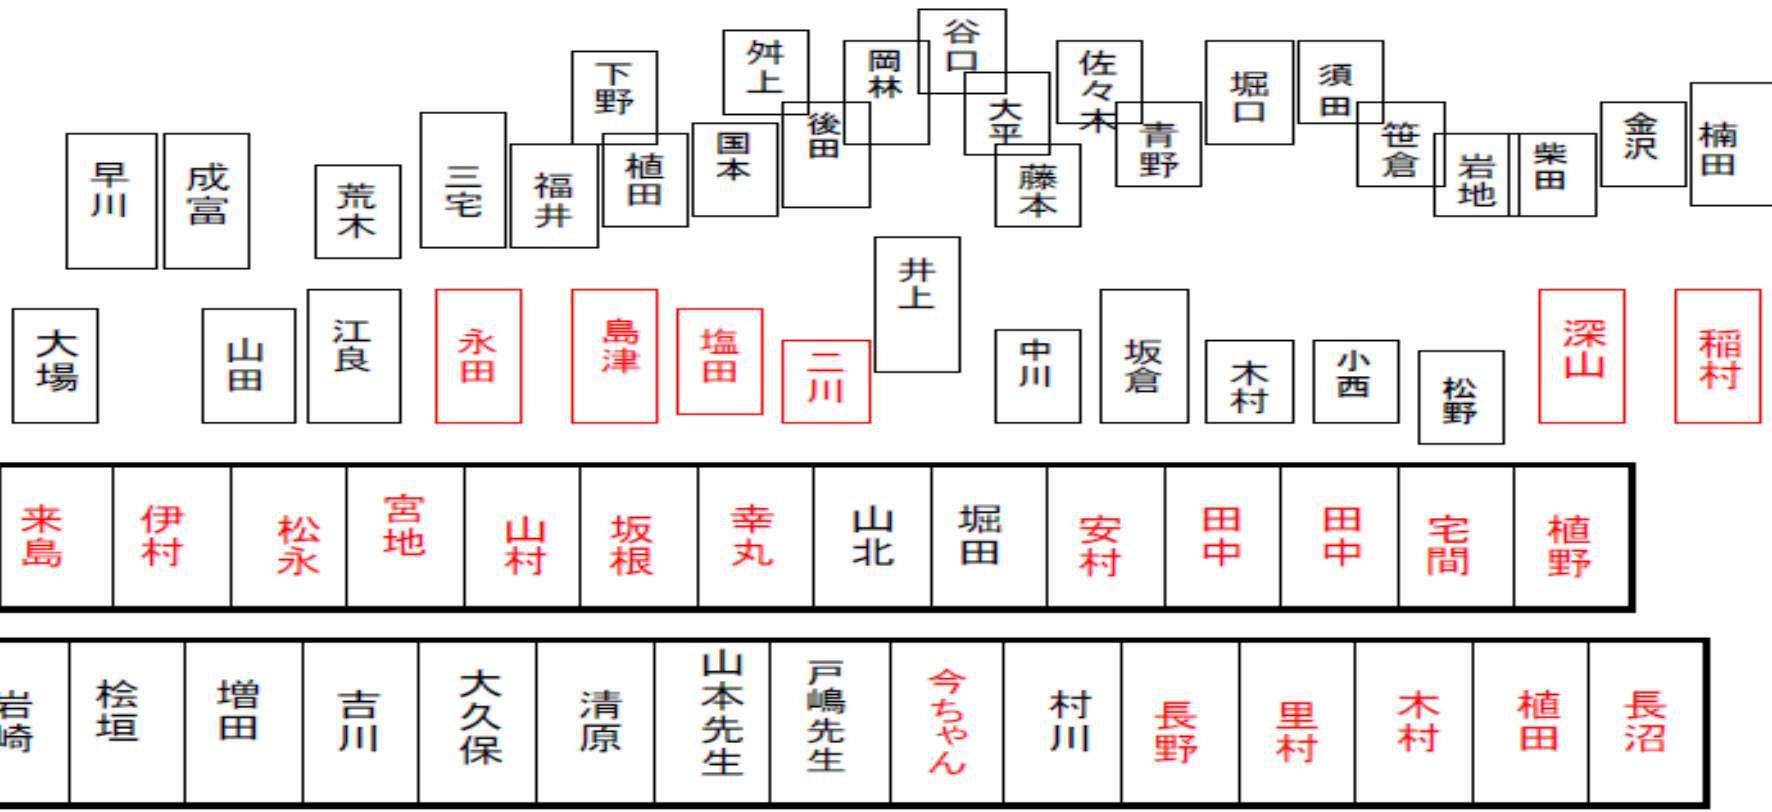 谷口
舛上
岡林
佐々木
堀口
須田
下野
大平
後田
青野
笹倉
金沢
楠田
国本
植田
藤本
岩地
柴田
早川
成富
荒木
三宅
福井
井上
大場
山田
江良
永田
島津
塩田
二川
中川
坂倉
木村
小西
松野
深山
稲村
来島
伊村
松永
宮地
山村
坂根
幸丸
山北
堀田
安村
田中
田中
宅間
植野
岩崎
桧垣
増田
吉川
大久保
清原
山本先生
戸嶋先生
今ちゃん
村川
長野
里村
木村
植田
長沼